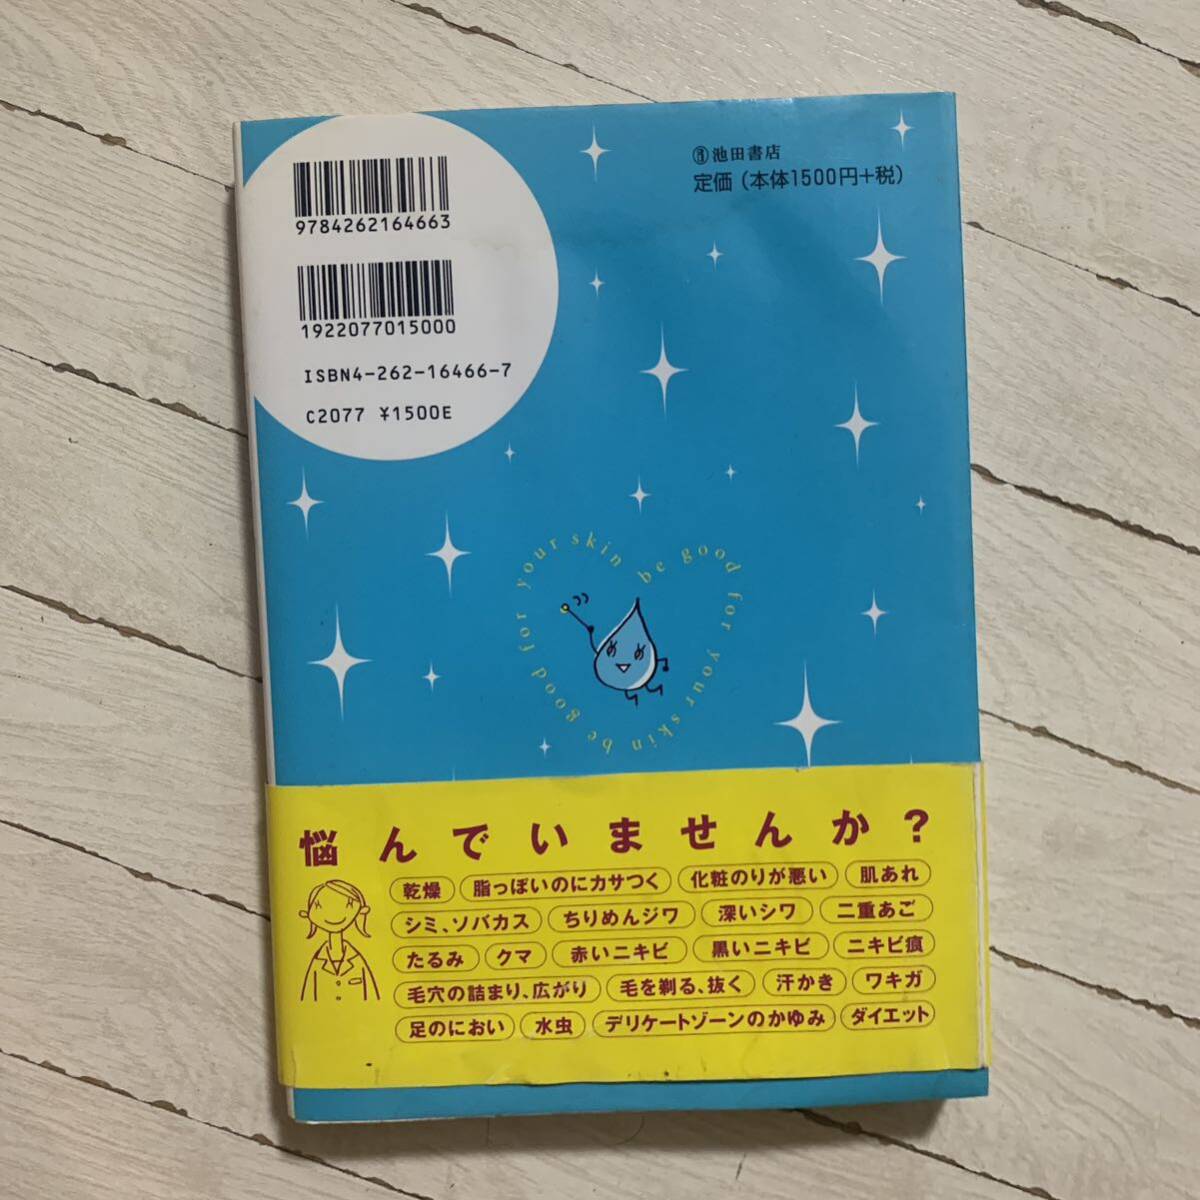 9784262164663
1922077015000
ISBN4-262-16466-7
C2077 ¥1500E
池田書店
定価(本体1500円+税)
be good for your skin be good for your skin
悩んでいませんか?
乾燥 脂っぽいのにカサつく 化粧のりが悪い 肌あれ
シミ、ソバカス ちりめんジワ 深いシワ 二重あご
たるみ クマ 赤いニキビ 黒いニキビ ニキビ痕
毛穴の詰まり、広がり 毛を剃る、抜く 汗かき ワキガ
足のにおい 水虫 デリケートゾーンのかゆみ ダイエット